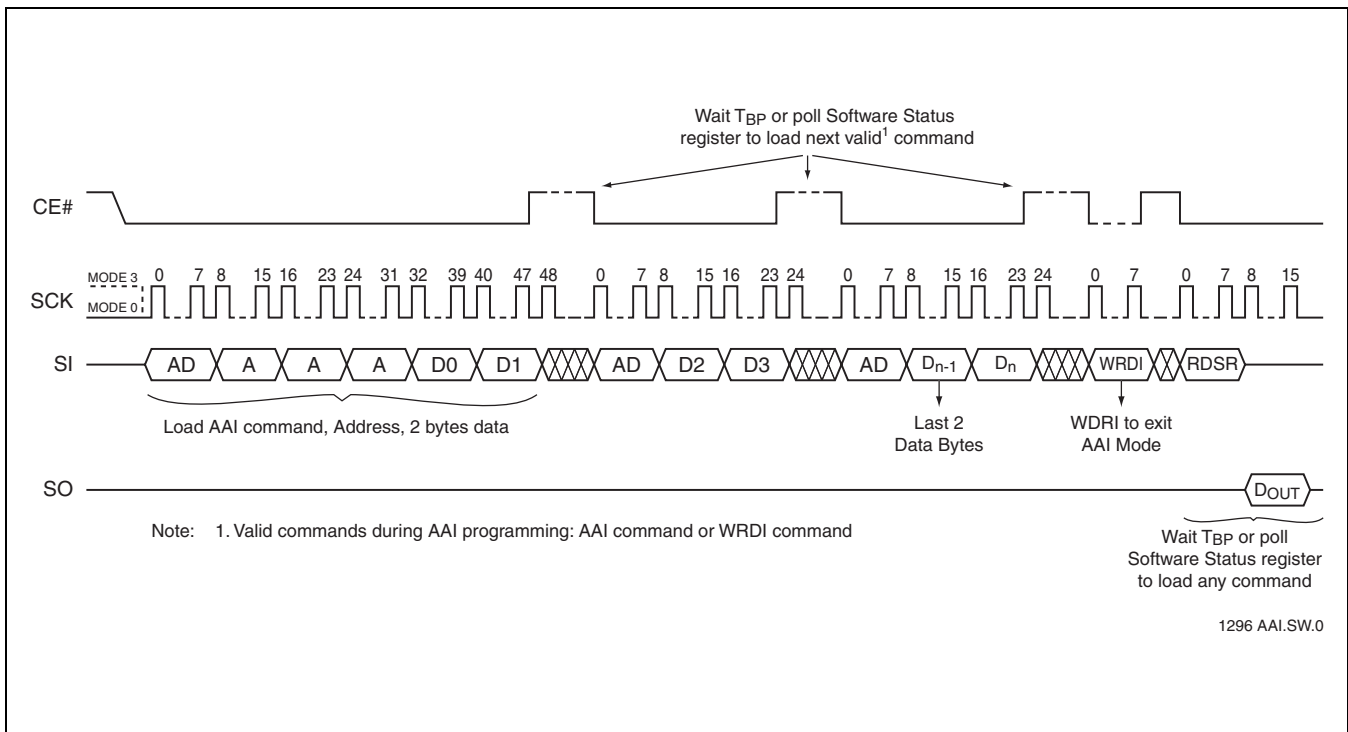 Wait TBP or poll Software Status
register to load next valid1 command
CE#
MODE 3 0 7 8 15 16 23 24 31 32 39 40 47 48 0 7 8 15 16 23 24 0 7 8 15 16 23 24 0 7 0 7 8 15
SCK MODE 0
SI AD A A A D0 D1 AD D2 D3 AD Dn-1 Dn WRDI RDSR
Load AAI command, Address, 2 bytes data
Last 2
Data Bytes
WDRI to exit
AAI Mode
SO DOUT
Note: 1. Valid commands during AAI programming: AAI command or WRDI command
Wait TBP or poll
Software Status register
to load any command
1296 AAI.SW.0